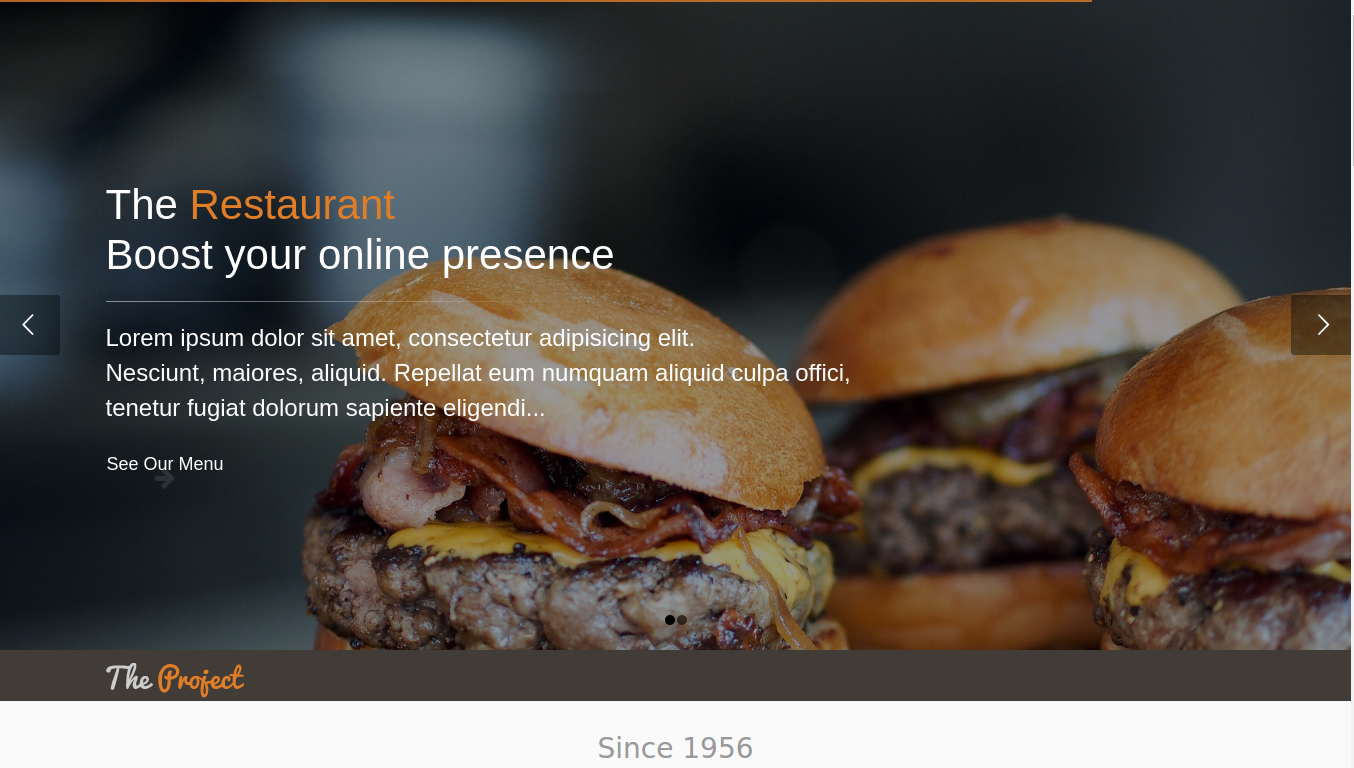 The Restaurant
Boost your online presence
Lorem ipsum dolor sit amet, consectetur adipisicing elit.
Nesciunt, maiores, aliquid. Repellat eum numquam aliquid culpa offici,
tenetur fugiat dolorum sapiente eligendi...
See Our Menu
The Project
Since 1956